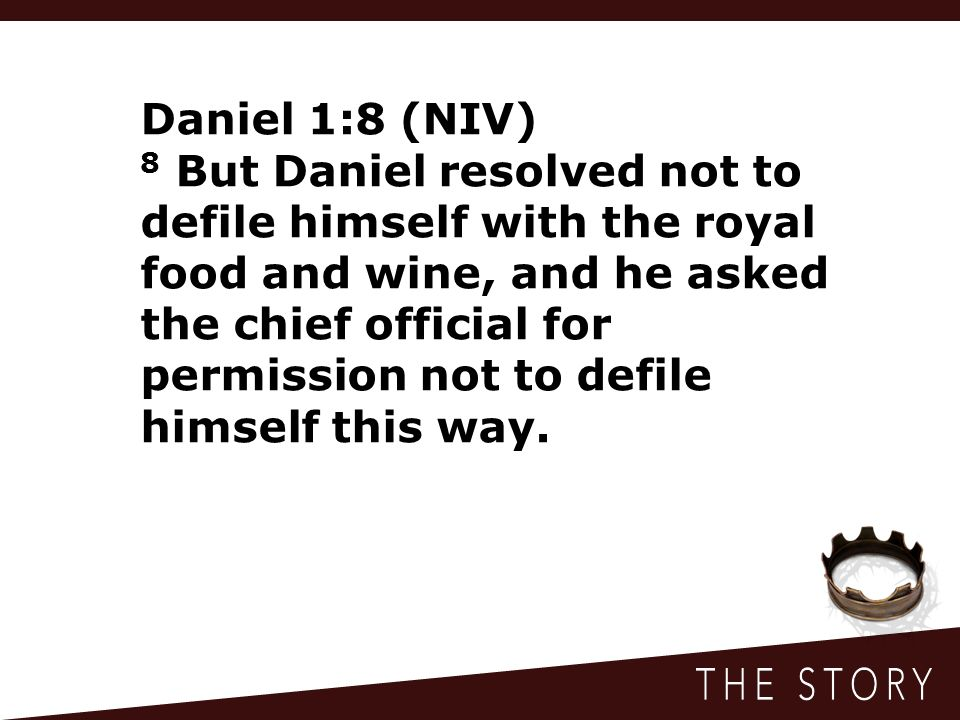 Daniel 1:8 (NIV)
8 But Daniel resolved not to
defile himself with the royal
food and wine, and he asked
the chief official for
permission not to defile
himself this way.
THE STORY